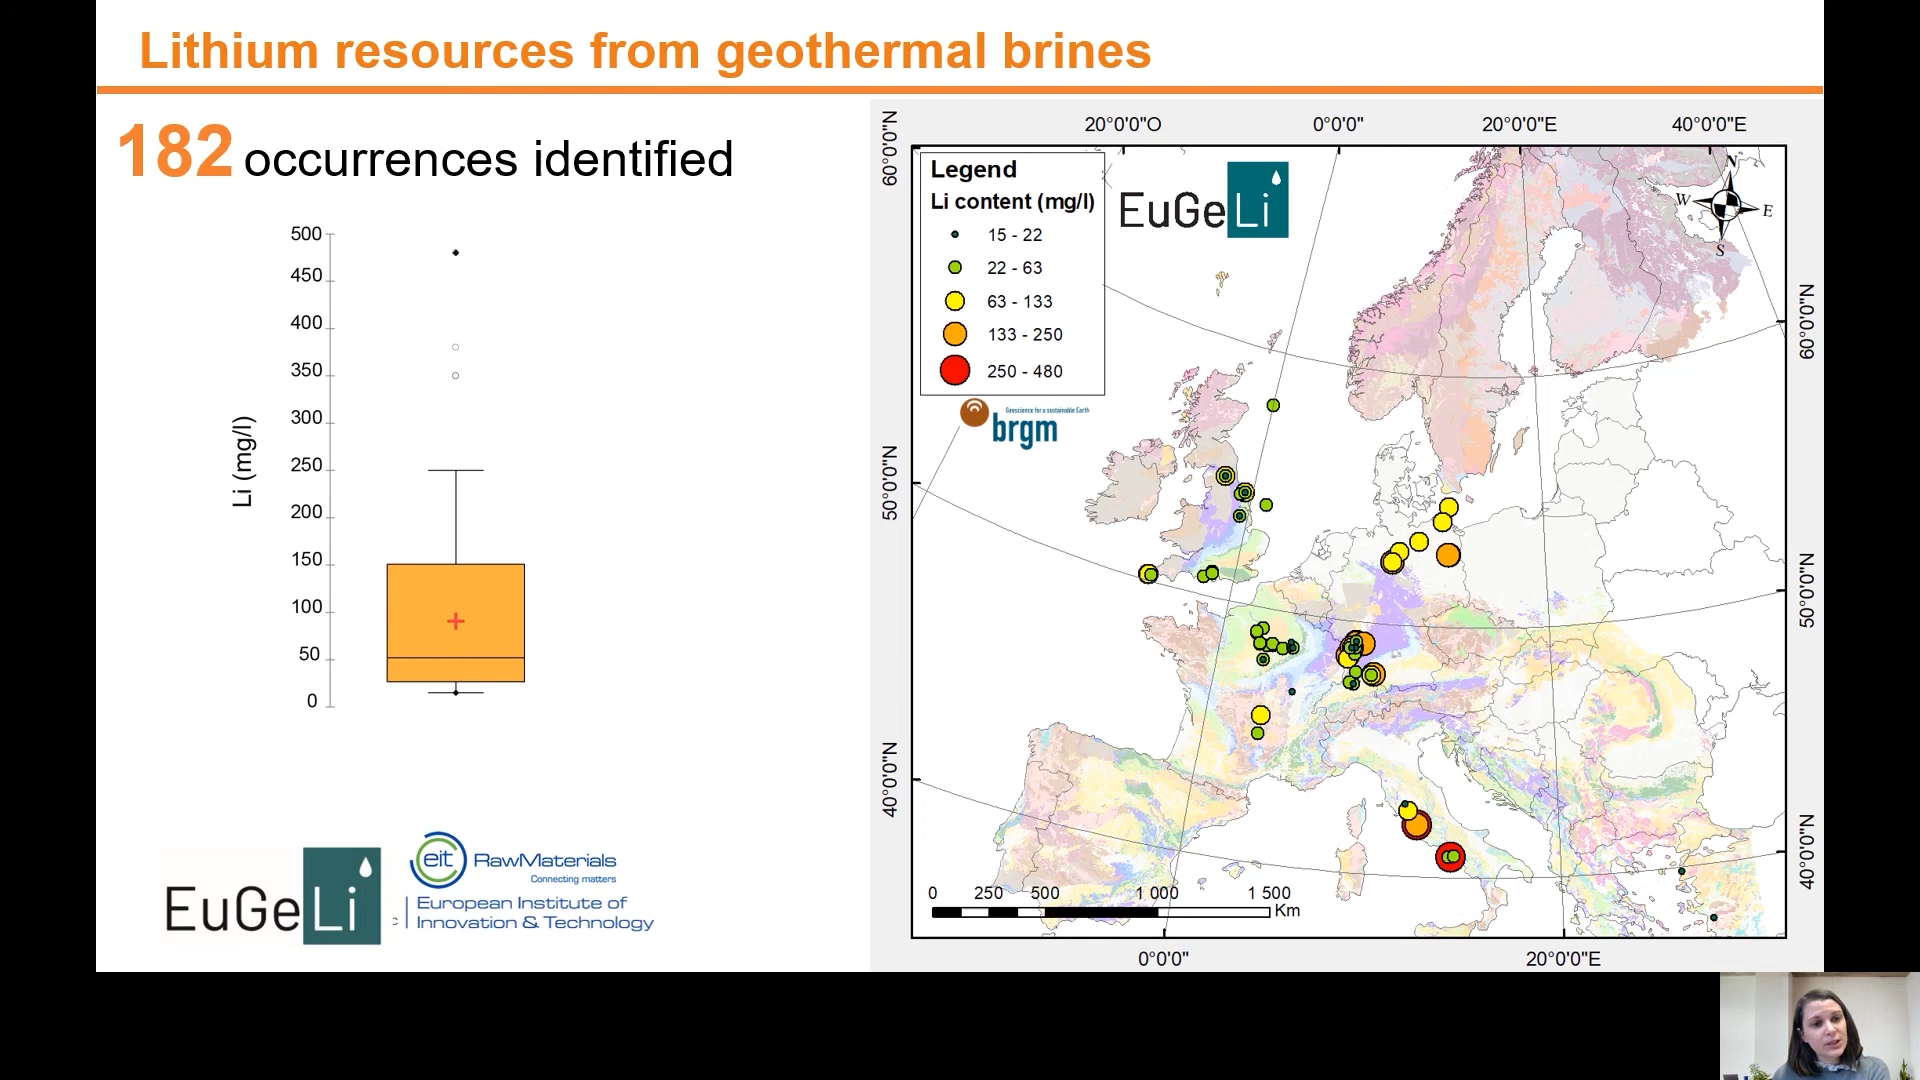 Lithium resources from geothermal brines
182 occurrences identified
500
450
400
350
300
250
200
150
100
50
0
Li (mg/l)
EuGeLi
eit RawMaterials
Connecting matters
European Institute of
Innovation & Technology
20°0'0"O 0°0'0" 20°0'0"E 40°0'0"E
60°0'0"N
50°0'0"N
40°0'0"N
Legend
Li content (mg/l)
15 - 22
22 - 63
63 - 133
133 - 250
250 - 480
EuGeLi
N
W
E
S
Geoscience for a sustainable Earth
brgm
60°0'0"N
50°0'0"N
40°0'0"N
0 250 500 1 000 1 500
Km
0°0'0" 20°0'0"E